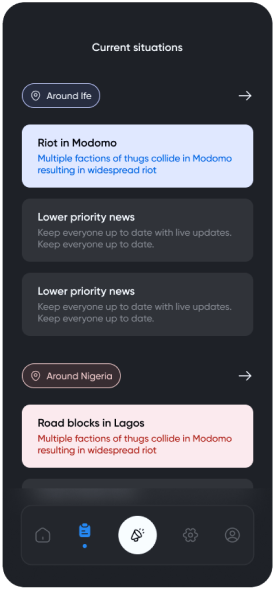 Current situations
Around Ife
Riot in Modomo
Multiple factions of thugs collide in Modomo
resulting in widespread riot
Lower priority news
Keep everyone up to date with live updates.
Keep everyone up to date.
Lower priority news
Keep everyone up to date with live updates.
Keep everyone up to date.
Around Nigeria
Road blocks in Lagos
Multiple factions of thugs collide in Modomo
resulting in widespread riot